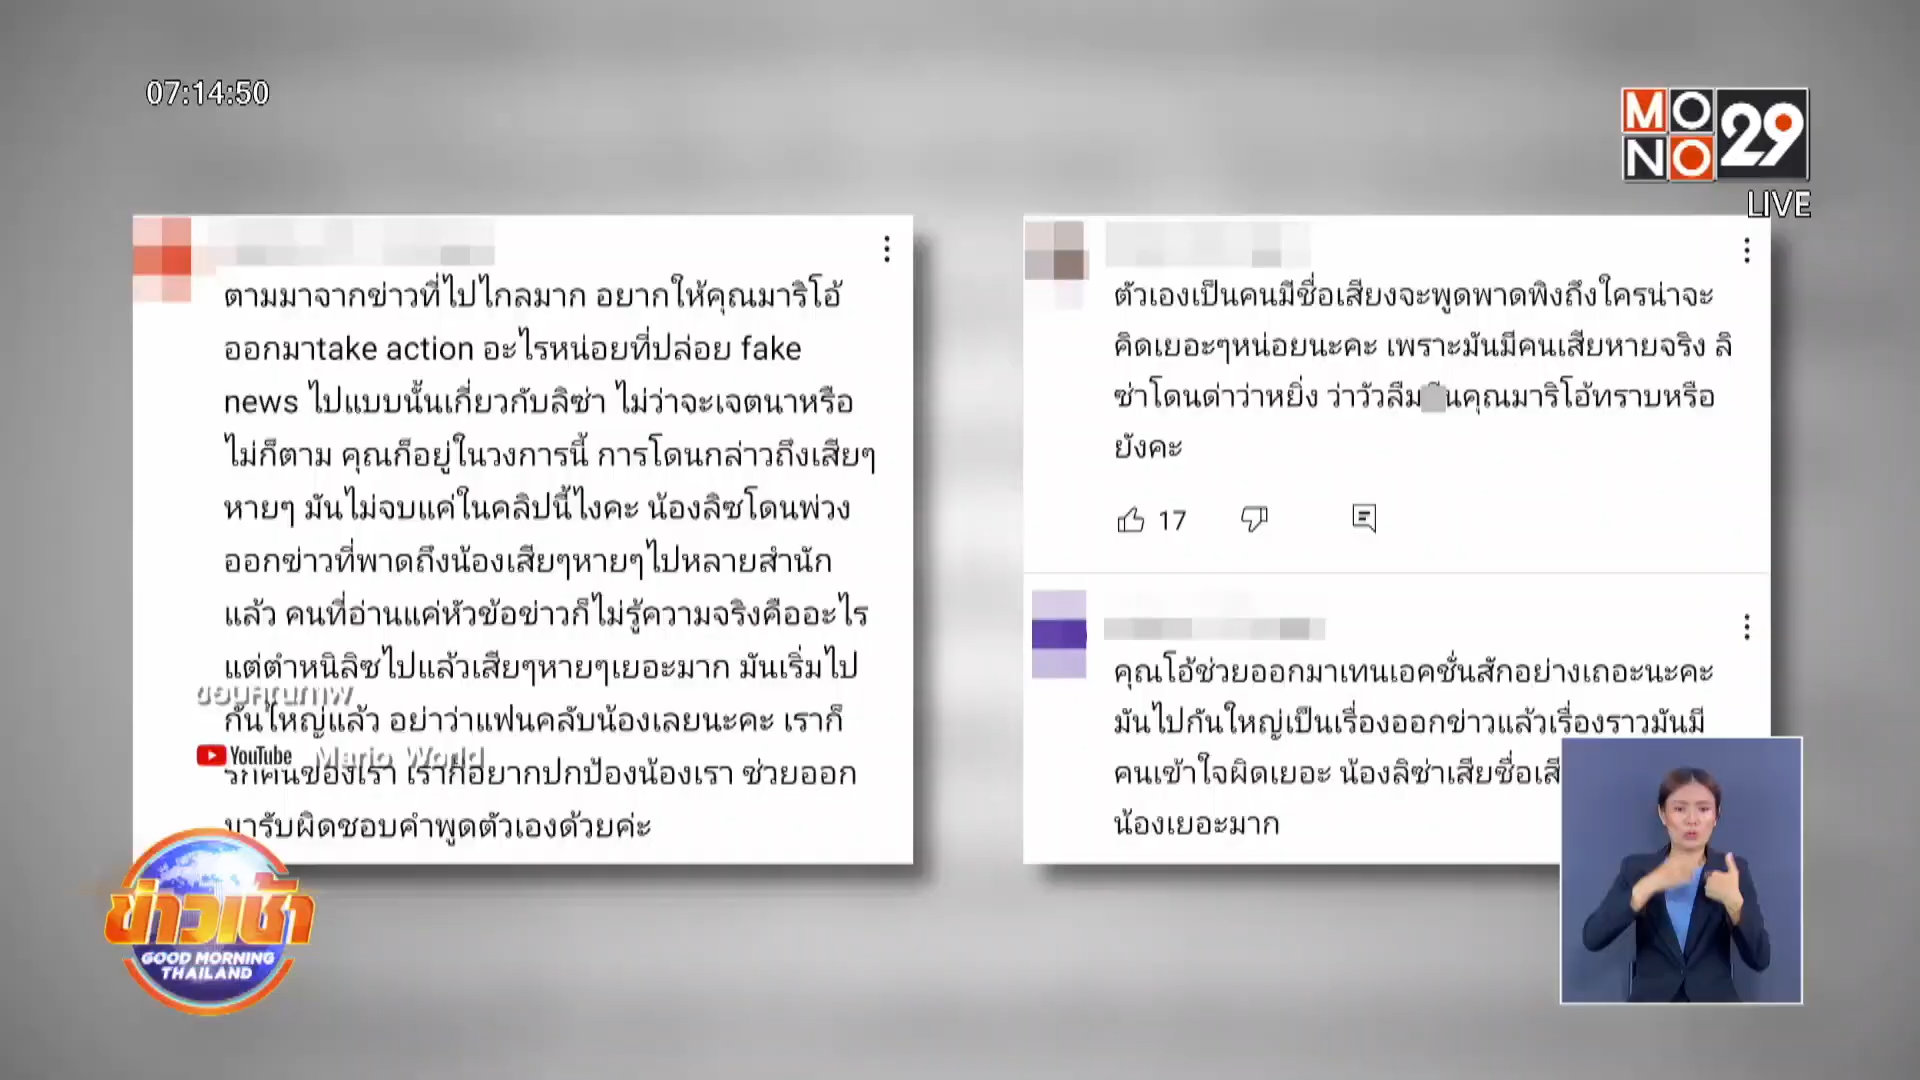 07:14:50
MONO 29
LIVE
ตามมาจากข่าวที่ไปไกลมาก อยากให้คุณมาริโอ้
ออกมาtake action อะไรหน่อยที่ปล่อย fake
news ไปแบบนั้นเกี่ยวกับลิซ่า ไม่ว่าจะเจตนาหรือ
ไม่ก็ตาม คุณก็อยู่ในวงการนี้ การโดนกล่าวถึงเสียๆ
หายๆ มันไม่จบแค่ในคลิปนี้ไงคะ น้องลิซโดนพ่วง
ออกข่าวที่พาดถึงน้องเสียๆหายๆไปหลายสำนัก
แล้ว คนที่อ่านแค่หัวข้อข่าวก็ไม่รู้ความจริงคืออะไร
แต่ตำหนิลิซไปแล้วเสียๆหายๆเยอะมาก มันเริ่มไป
กันใหญ่แล้ว อย่าว่าแฟนคลับน้องเลยนะคะ เราก็
รักคนของเรา เราก็อยากปกป้องน้องเรา ช่วยออก
มารับผิดชอบคำพูดตัวเองด้วยค่ะ
ขอบคุณภาพ
YouTube Mario World
ตัวเองเป็นคนมีชื่อเสียงจะพูดพาดพิงถึงใครน่าจะ
คิดเยอะๆหน่อยนะคะ เพราะมันมีคนเสียหายจริง ลิ
ซ่าโดนด่าว่าหยิ่ง ว่าวัวลืม นคุณมาริโอ้ทราบหรือ
ยังคะ
17
คุณโอ้ช่วยออกมาเทนเอคชั่นสักอย่างเถอะนะคะ
มันไปกันใหญ่เป็นเรื่องออกข่าวแล้วเรื่องราวมันมี
คนเข้าใจผิดเยอะ น้องลิซ่าเสียชื่อเสี
น้องเยอะมาก
ข่าวเช้า
GOOD MORNING
THAILAND